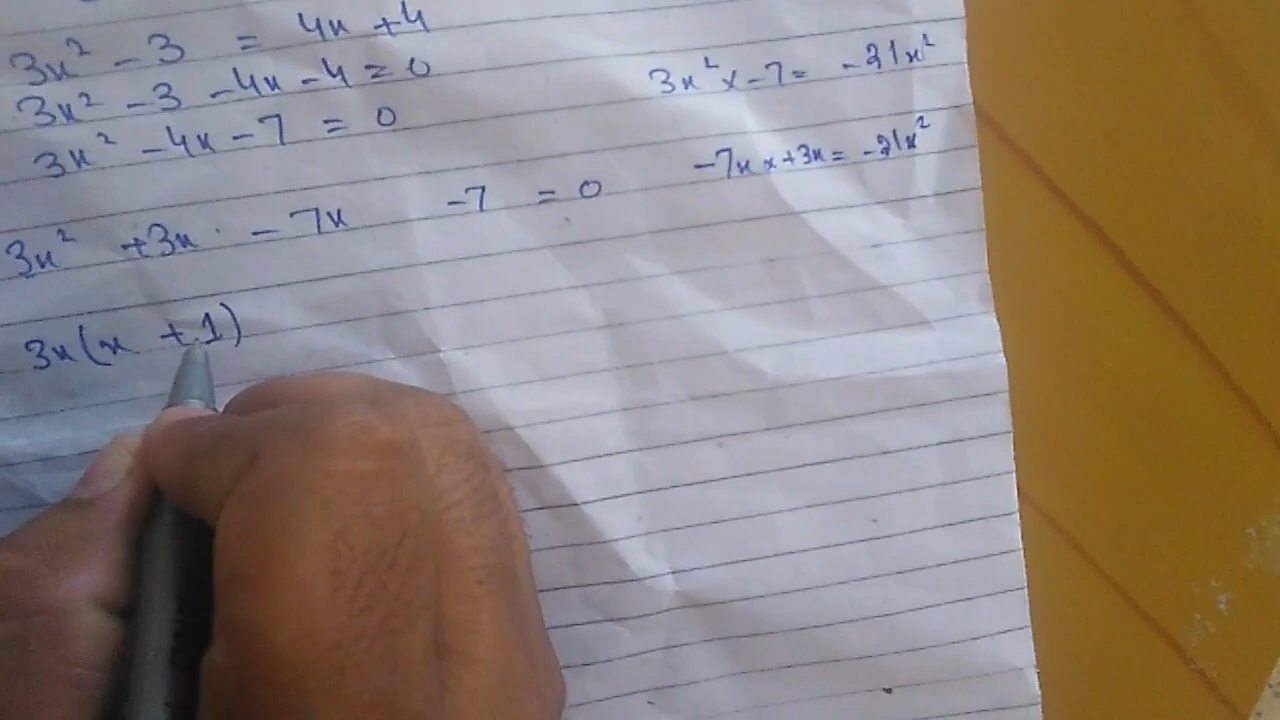 3x² - 3 = 4x + 4
3x² - 3 - 4x - 4 = 0
3x² - 4x - 7 = 0
3x² + 3x - 7x - 7 = 0
3x (x + 1)
3x² x - 7 = -21x²
-7x x + 3x = -21x²